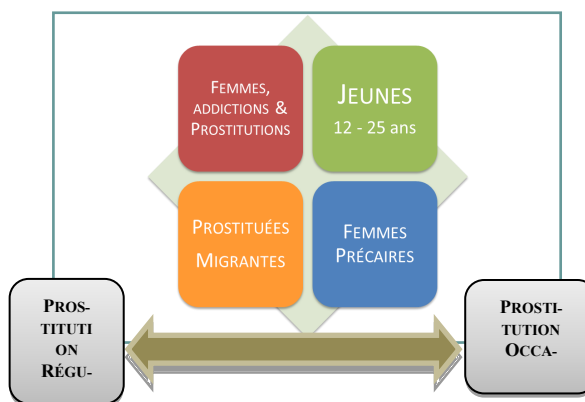 FEMMES,
ADDICTIONS &
PROSTITUTIONS
JEUNES
12 - 25 ans
PROSTITUÉES
MIGRANTES
FEMMES
PRÉCAIRES
PROS-
TITUTI
ON
RÉGU-
PROSTI-
TUTION
OCCA-